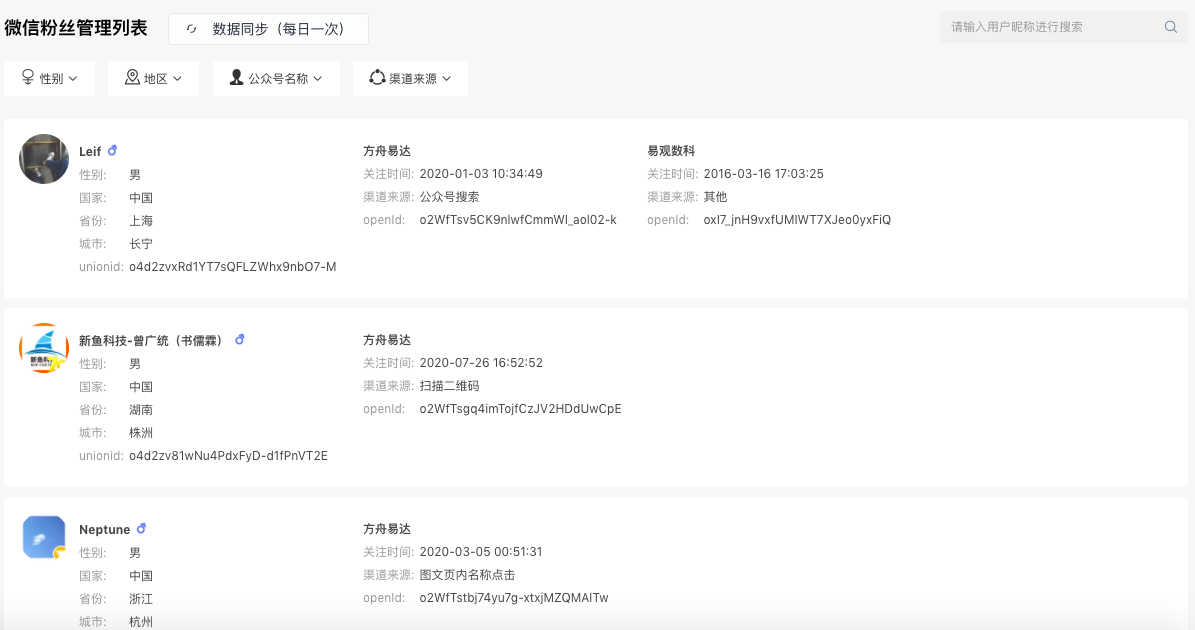 微信粉丝管理列表
数据同步（每日一次）
请输入用户昵称进行搜索
性别
地区
公众号名称
渠道来源
Leif
性别: 男
国家: 中国
省份: 上海
城市: 长宁
unionid: o4d2zvxRd1YT7sQFLZWhx9nbO7-M
方舟易达
关注时间: 2020-01-03 10:34:49
渠道来源: 公众号搜索
openId: o2WfTsv5CK9nlwfCmmWl_aoI02-k
易观数科
关注时间: 2016-03-16 17:03:25
渠道来源: 其他
openId: oxI7_jnH9vxfUMlWT7XJeo0yxFiQ
新鱼科技-曾广统（书儒霖）
性别: 男
国家: 中国
省份: 湖南
城市: 株洲
unionid: o4d2zv81wNu4PdxFyD-d1fPnVT2E
方舟易达
关注时间: 2020-07-26 16:52:52
渠道来源: 扫描二维码
openId: o2WfTsgq4imTojfCzJV2HDdUwCpE
Neptune
性别: 男
国家: 中国
省份: 浙江
城市: 杭州
方舟易达
关注时间: 2020-03-05 00:51:31
渠道来源: 图文页内名称点击
openId: o2WfTstbj74yu7g-xtxjMZQMAITw